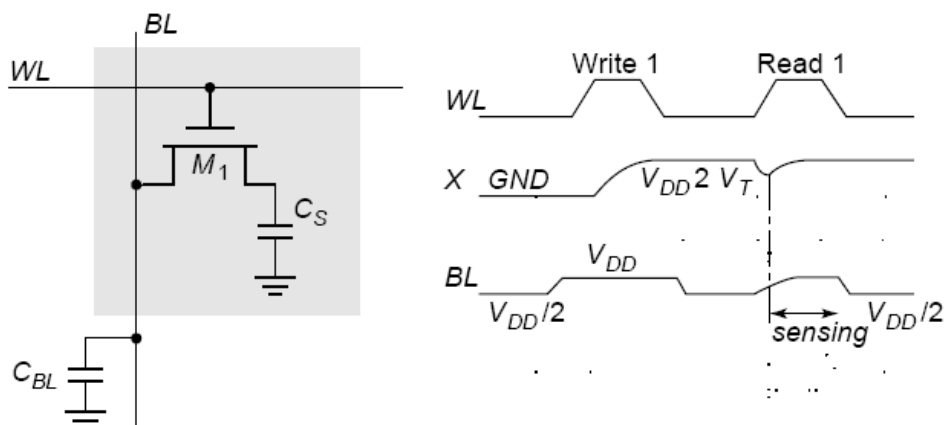 BL
WL
M1
CS
CBL
Write 1 Read 1
WL
X GND VDD 2 VT
BL VDD
VDD/2 VDD/2
sensing